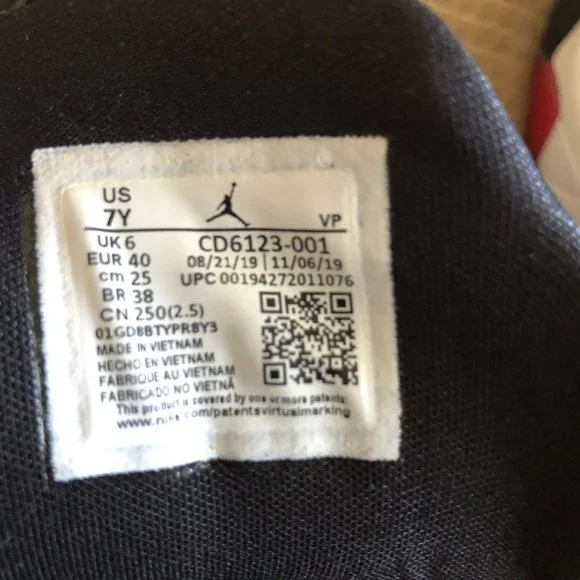 US
7Y
VP
UK 6
CD6123-001
EUR 40
08/21/19 | 11/06/19
cm 25
UPC 00194272011076
BR 38
CN 250(2.5)
01GD8BTYPR8Y3
MADE IN VIETNAM
HECHO EN VIETNAM
FABRIQUE AU VIETNAM
FABRICADO NO VIETNÃ
This product is covered by one or more patents:
www.nike.com/patentsvirtualmarking